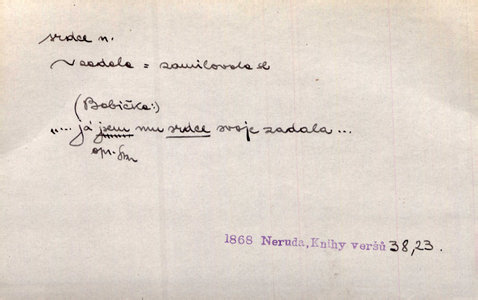 srdce n.
zadala = zamilovala se
(Babička:)
"... já jsem mu srdce svoje zadala ...
1868 Neruda, Knihy veršů 38,23.